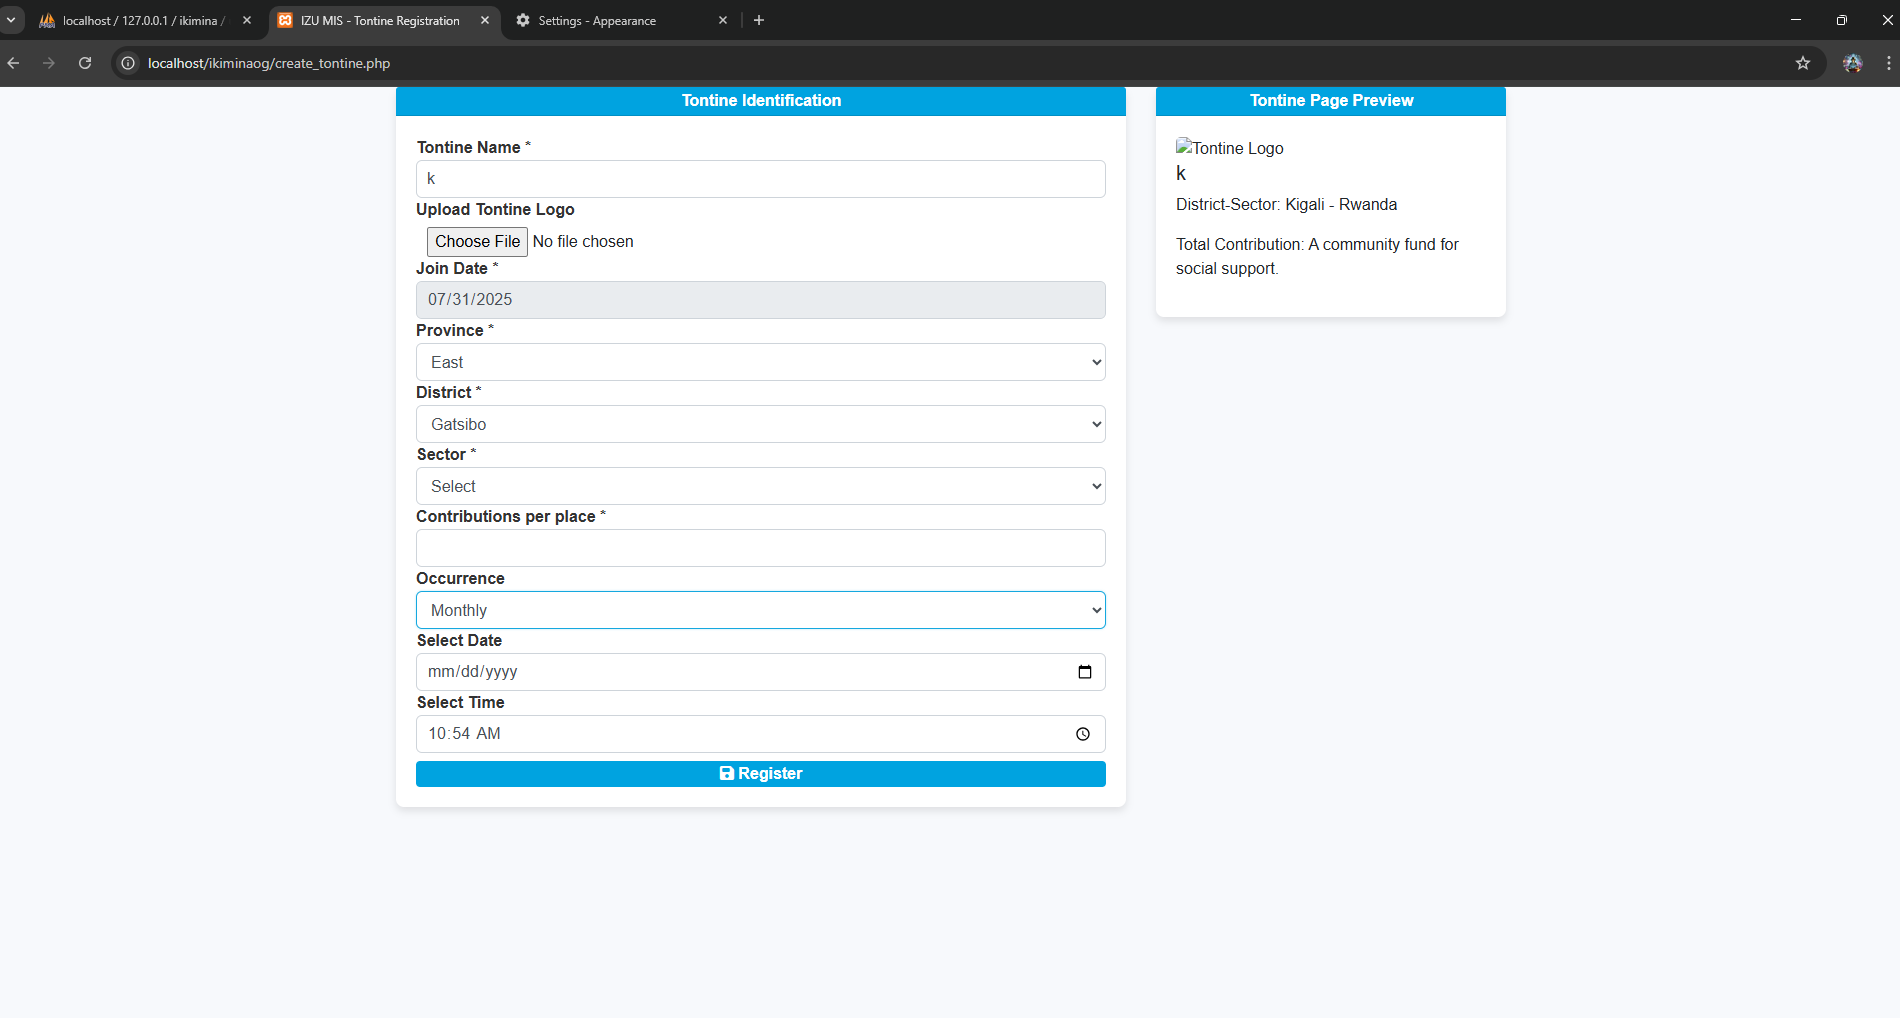 localhost / 127.0.0.1 / ikimina /
IZU MIS - Tontine Registration
Settings - Appearance
localhost/ikiminaog/create_tontine.php
Tontine Identification
Tontine Name *
k
Upload Tontine Logo
Choose File No file chosen
Join Date *
07/31/2025
Province *
East
District *
Gatsibo
Sector *
Select
Contributions per place *
Occurrence
Monthly
Select Date
mm/dd/yyyy
Select Time
10:54 AM
Register
Tontine Page Preview
Tontine Logo
k
District-Sector: Kigali - Rwanda
Total Contribution: A community fund for
social support.